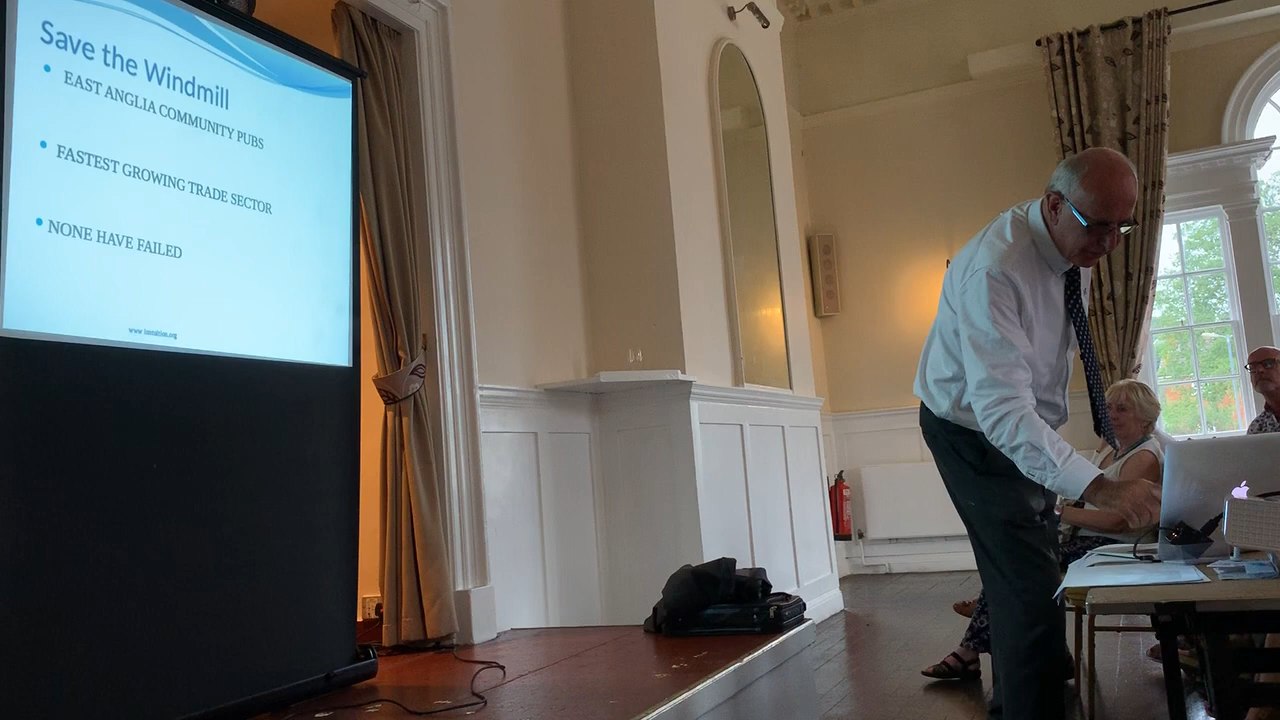 Save the Windmill
EAST ANGLIA COMMUNITY PUBS
FASTEST GROWING TRADE SECTOR
NONE HAVE FAILED